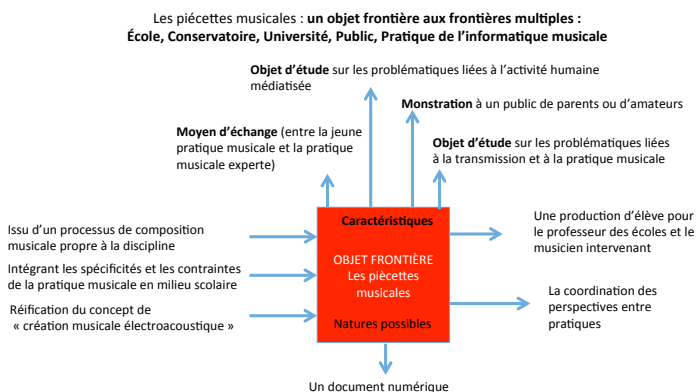 Les piécettes musicales : un objet frontière aux frontières multiples :
École, Conservatoire, Université, Public, Pratique de l'informatique musicale
Objet d'étude sur les problématiques liées à l'activité humaine
médiatisée
Monstration à un public de parents ou d'amateurs
Moyen d'échange (entre la jeune
pratique musicale et la pratique
musicale experte)
Objet d'étude sur les problématiques liées
à la transmission et à la pratique musicale
Issu d'un processus de composition
musicale propre à la discipline
Intégrant les spécificités et les contraintes
de la pratique musicale en milieu scolaire
Réification du concept de
« création musicale électroacoustique »
Caractéristiques
OBJET FRONTIÈRE
Les piècettes
musicales
Natures possibles
Une production d'élève pour
le professeur des écoles et le
musicien intervenant
La coordination des
perspectives entre
pratiques
Un document numérique